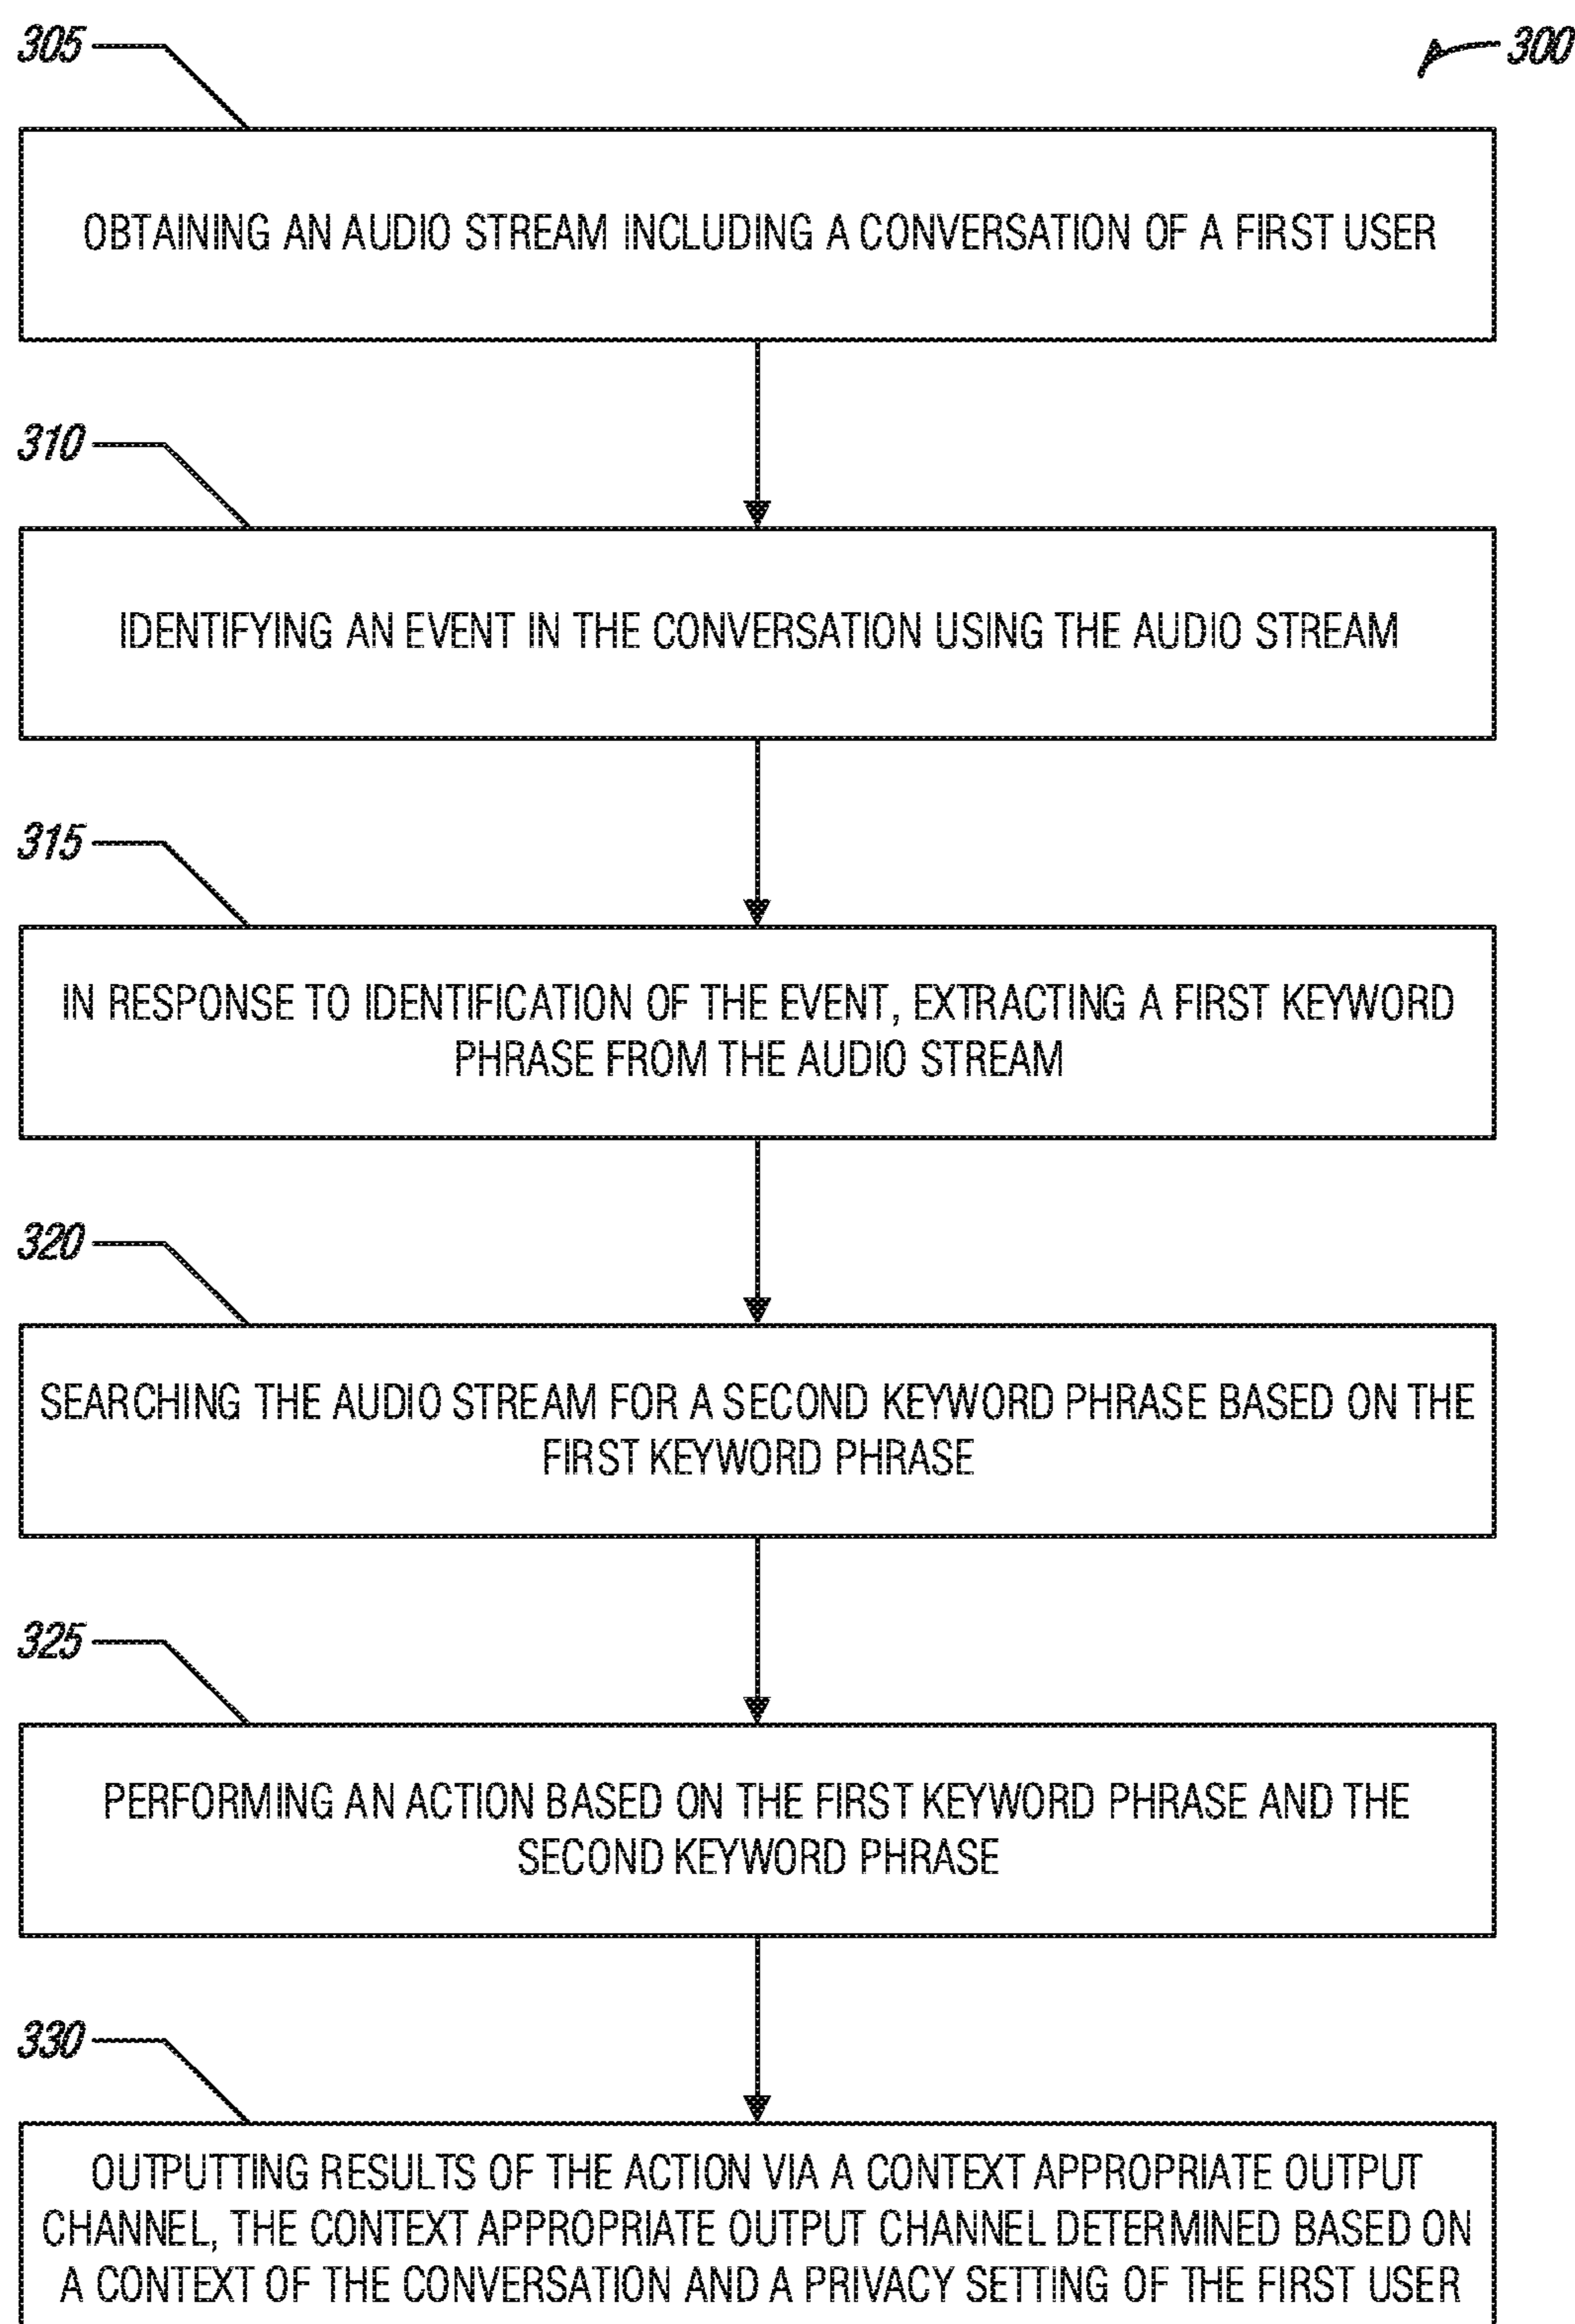 305
300
OBTAINING AN AUDIO STREAM INCLUDING A CONVERSATION OF A FIRST USER
310
IDENTIFYING AN EVENT IN THE CONVERSATION USING THE AUDIO STREAM
315
IN RESPONSE TO IDENTIFICATION OF THE EVENT, EXTRACTING A FIRST KEYWORD
PHRASE FROM THE AUDIO STREAM
320
SEARCHING THE AUDIO STREAM FOR A SECOND KEYWORD PHRASE BASED ON THE
FIRST KEYWORD PHRASE
325
PERFORMING AN ACTION BASED ON THE FIRST KEYWORD PHRASE AND THE
SECOND KEYWORD PHRASE
330
OUTPUTTING RESULTS OF THE ACTION VIA A CONTEXT APPROPRIATE OUTPUT
CHANNEL, THE CONTEXT APPROPRIATE OUTPUT CHANNEL DETERMINED BASED ON
A CONTEXT OF THE CONVERSATION AND A PRIVACY SETTING OF THE FIRST USER